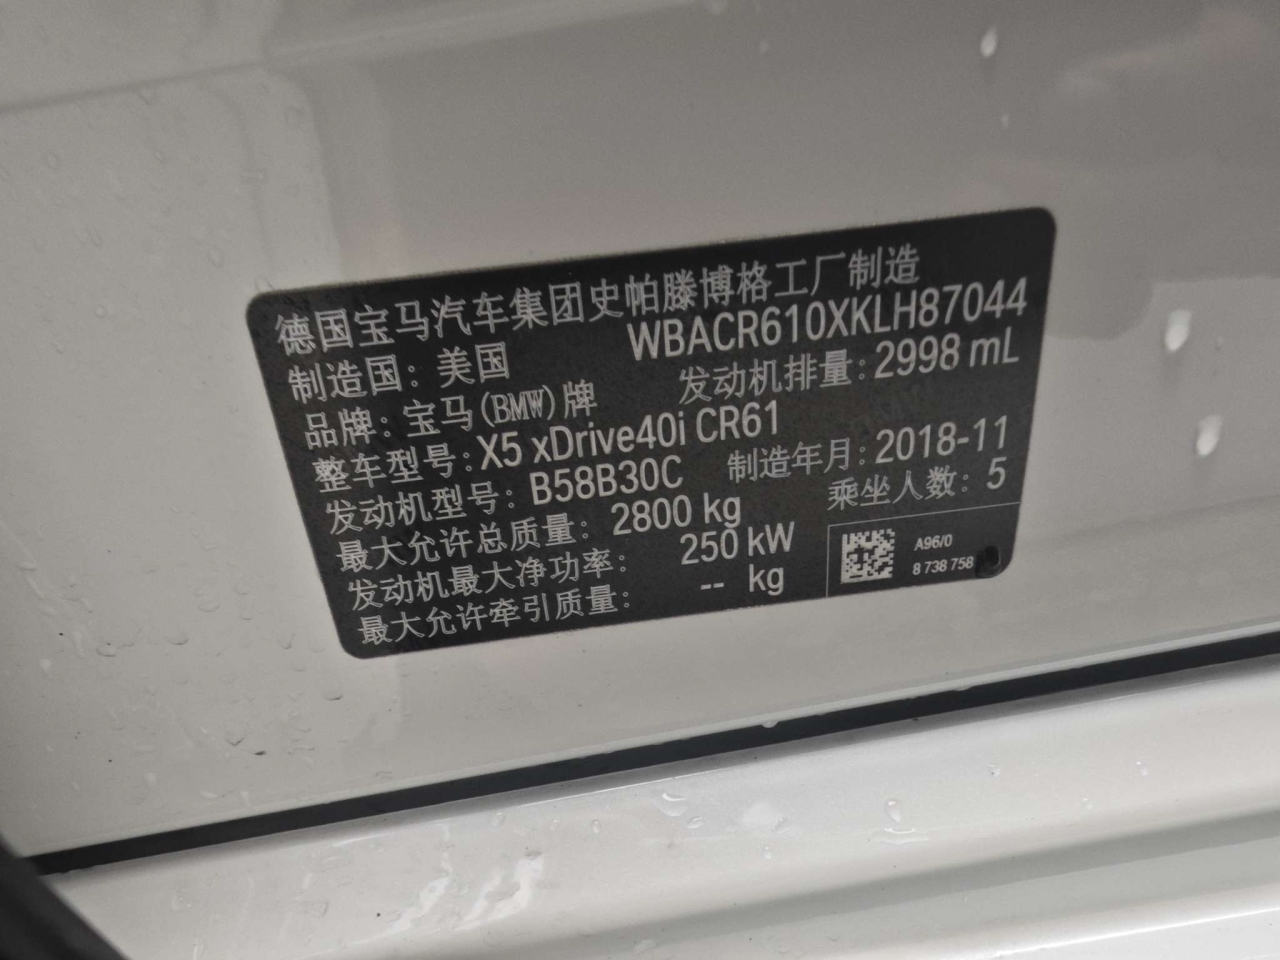 德国宝马汽车集团史帕滕博格工厂制造
制造国：美国 WBACR610XKLH87044
品牌：宝马(BMW)牌 发动机排量：2998 mL
整车型号：X5 xDrive40i CR61
发动机型号：B58B30C 制造年月：2018-11
最大允许总质量：2800 kg 乘坐人数：5
发动机最大净功率：250 kW
最大允许牵引质量：-- kg
A96/0
8 738 758